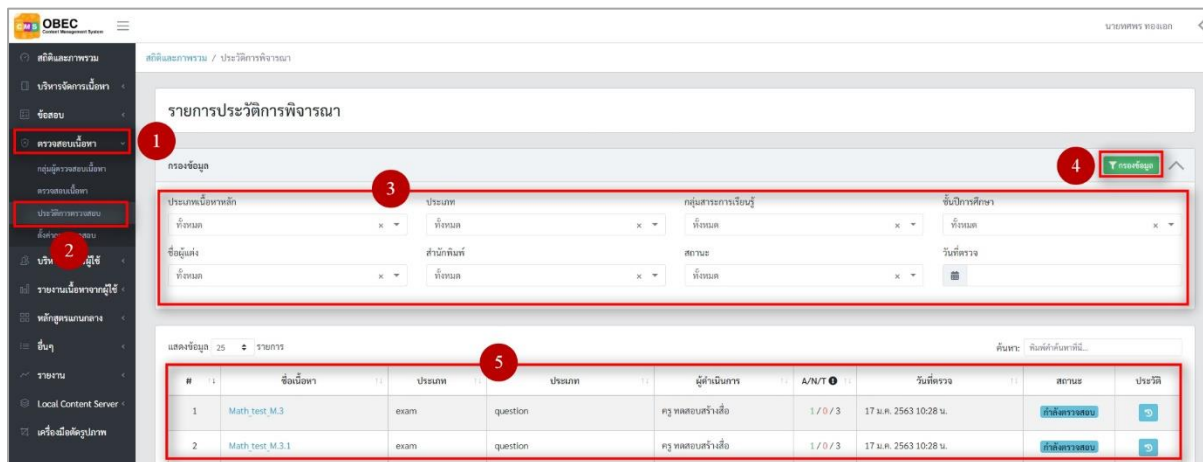 CMS OBEC
Content Management System
นายทศพร ทองเอก
สถิติและภาพรวม
บริหารจัดการเนื้อหา
ข้อสอบ
ตรวจสอบเนื้อหา
กลุ่มผู้ตรวจสอบเนื้อหา
ตรวจสอบเนื้อหา
ประวัติการตรวจสอบ
รายงานเนื้อหาจากผู้ใช้
หลักสูตรแกนกลาง
อื่นๆ
รายงาน
Local Content Server
เครื่องมือตัดรูปภาพ
1
2
สถิติและภาพรวม / ประวัติการพิจารณา
รายการประวัติการพิจารณา
กรองข้อมูล
4
กรองข้อมูล
3
ประเภทเนื้อหาหลัก ประเภท กลุ่มสาระการเรียนรู้ ชั้นปีการศึกษา
ทั้งหมด × ทั้งหมด × ทั้งหมด × ทั้งหมด ×
ชื่อผู้แต่ง สำนักพิมพ์ สถานะ วันที่ตรวจ
ทั้งหมด × ทั้งหมด × ทั้งหมด ×
แสดงข้อมูล 25 รายการ
ค้นหา: พิมพ์คำค้นหาที่นี่...
5
# ชื่อเนื้อหา ประเภท ประเภท ผู้ดำเนินการ A/N/T วันที่ตรวจ สถานะ ประวัติ
1 Math_test_M.3 exam question ครู ทดสอบสร้างสื่อ 1 / 0 / 3 17 ม.ค. 2563 10:28 น. กำลังตรวจสอบ
2 Math_test_M.3.1 exam question ครู ทดสอบสร้างสื่อ 1 / 0 / 3 17 ม.ค. 2563 10:28 น. กำลังตรวจสอบ